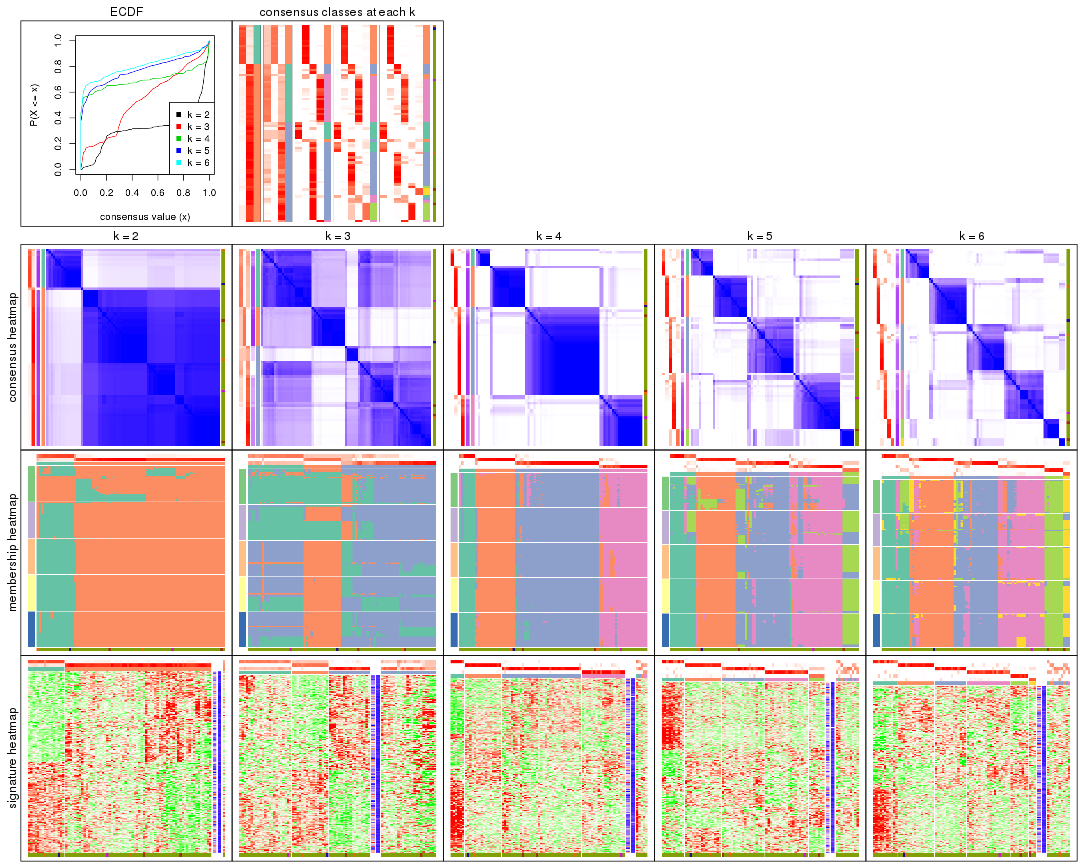 ECDF
consensus classes at each k
P(X <= x)
0.0 0.2 0.4 0.6 0.8 1.0
k = 2
k = 3
k = 4
k = 5
k = 6
0.0 0.2 0.4 0.6 0.8 1.0
consensus value (x)
k = 2 k = 3 k = 4 k = 5 k = 6
consensus heatmap
membership heatmap
signature heatmap